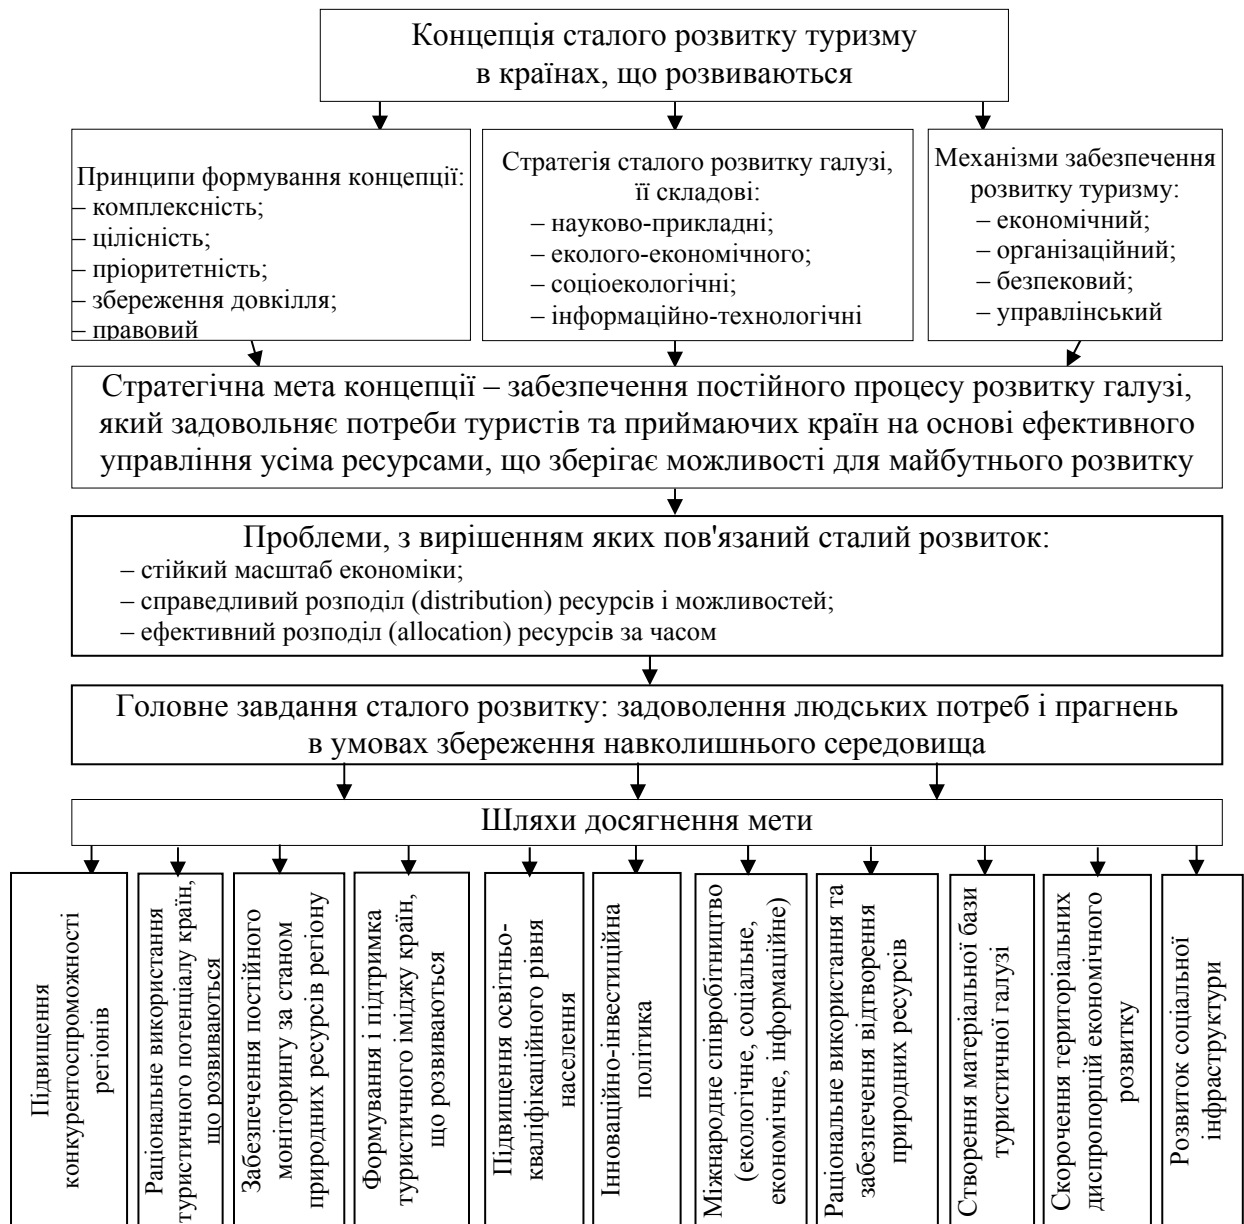 Концепція сталого розвитку туризму
в країнах, що розвиваються
Принципи формування концепції:
– комплексність;
– цілісність;
– пріоритетність;
– збереження довкілля;
– правовий
Стратегія сталого розвитку галузі,
її складові:
– науково-прикладні;
– еколого-економічного;
– соціоекологічні;
– інформаційно-технологічні
Механізми забезпечення
розвитку туризму:
– економічний;
– організаційний;
– безпековий;
– управлінський
Стратегічна мета концепції – забезпечення постійного процесу розвитку галузі,
який задовольняє потреби туристів та приймаючих країн на основі ефективного
управління усіма ресурсами, що зберігає можливості для майбутнього розвитку
Проблеми, з вирішенням яких пов'язаний сталий розвиток:
– стійкий масштаб економіки;
– справедливий розподіл (distribution) ресурсів і можливостей;
– ефективний розподіл (allocation) ресурсів за часом
Головне завдання сталого розвитку: задоволення людських потреб і прагнень
в умовах збереження навколишнього середовища
Шляхи досягнення мети
Підвищення
конкурентоспроможності
регіонів
Раціональне використання
туристичного потенціалу країн,
що розвиваються
Забезпечення постійного
моніторингу за станом
природних ресурсів регіону
Формування і підтримка
туристичного іміджу країн,
що розвиваються
Підвищення освітньо-
кваліфікаційного рівня
населення
Інноваційно-інвестиційна
політика
Міжнародне співробітництво
(екологічне, соціальне,
економічне, інформаційне)
Раціональне використання та
забезпечення відтворення
природних ресурсів
Створення матеріальної бази
туристичної галузі
Скорочення територіальних
диспропорцій економічного
розвитку
Розвиток соціальної
інфраструктури